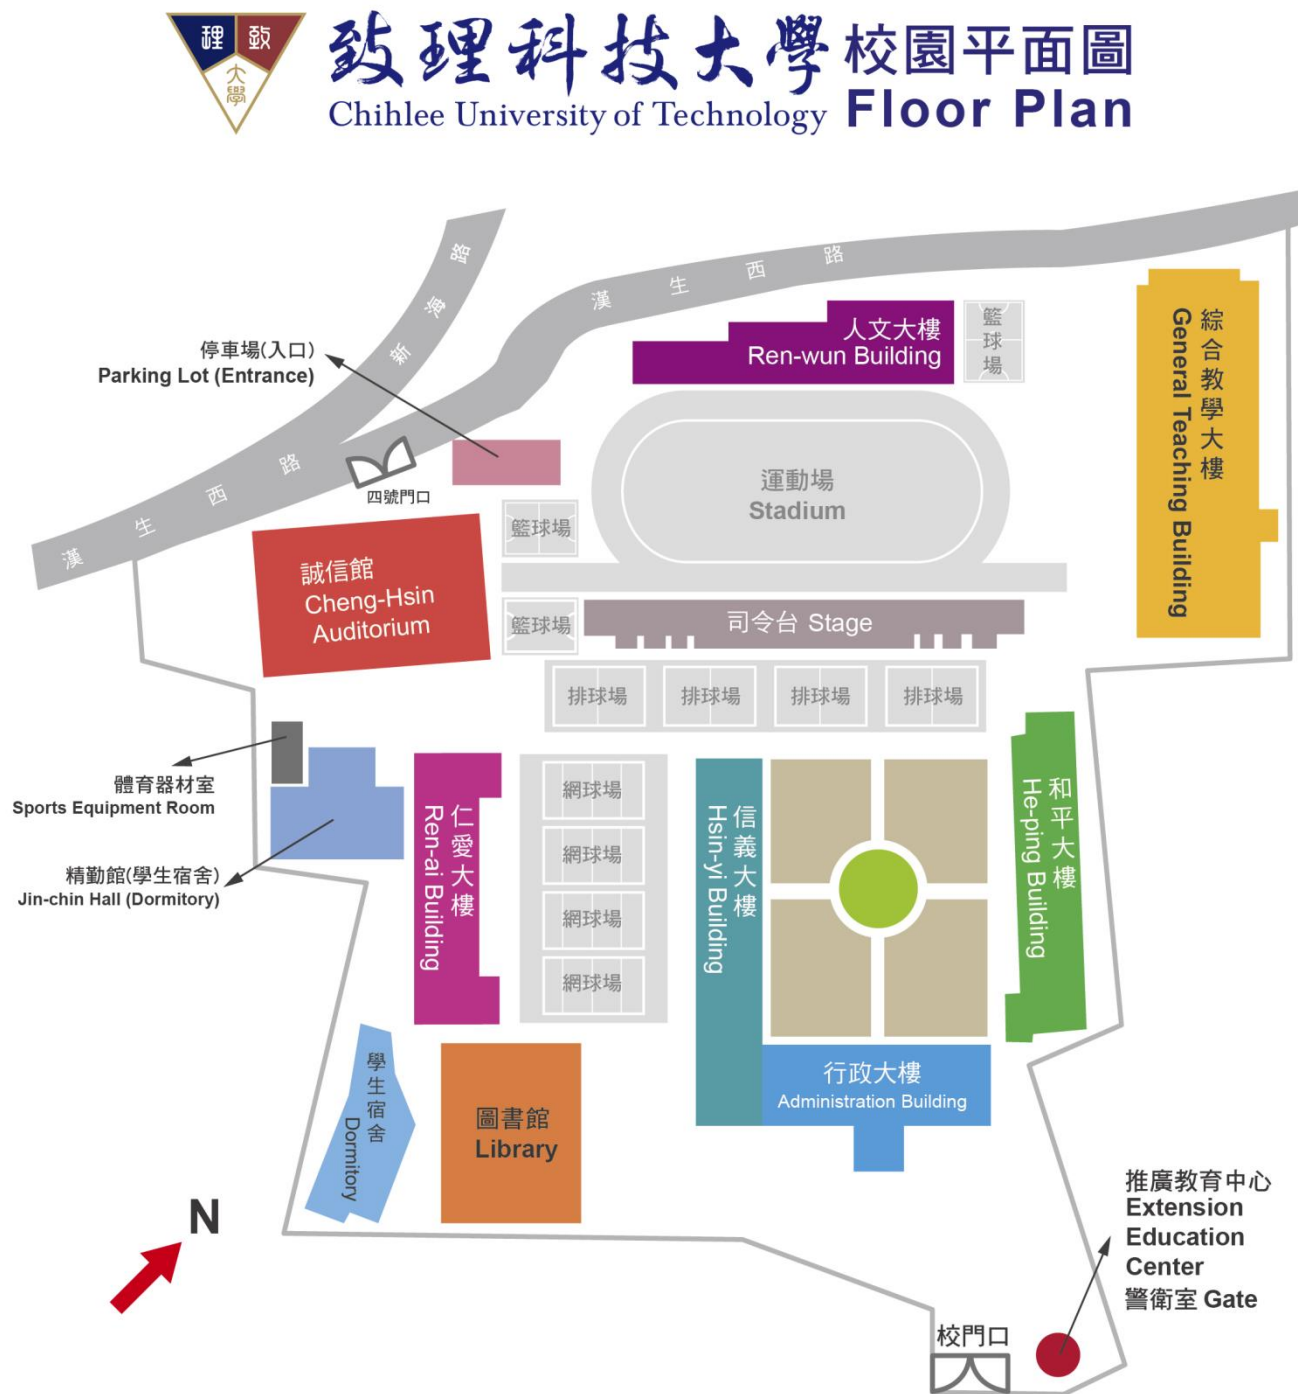 理 致
大
學
致理科技大學 校園平面圖
Chihlee University of Technology Floor Plan
新海路
漢生西路
停車場(入口)
Parking Lot (Entrance)
人文大樓
Ren-wun Building
籃球場
綜合教學大樓
General Teaching Building
漢生西路
四號門口
運動場
Stadium
籃球場
誠信館
Cheng-Hsin
Auditorium
籃球場
司令台 Stage
排球場
排球場
排球場
排球場
體育器材室
Sports Equipment Room
精勤館(學生宿舍)
Jin-chin Hall (Dormitory)
仁愛大樓
Ren-ai Building
網球場
網球場
網球場
網球場
信義大樓
Hsin-yi Building
和平大樓
He-ping Building
學生宿舍
Dormitory
圖書館
Library
行政大樓
Administration Building
N
推廣教育中心
Extension
Education
Center
警衛室 Gate
校門口